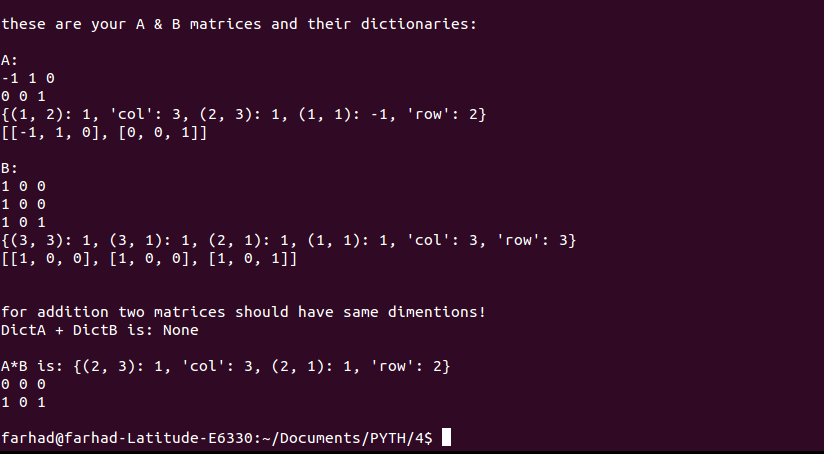 these are your A & B matrices and their dictionaries:
A:
-1 1 0
0 0 1
{(1, 2): 1, 'col': 3, (2, 3): 1, (1, 1): -1, 'row': 2}
[[-1, 1, 0], [0, 0, 1]]
B:
1 0 0
1 0 0
1 0 1
{(3, 3): 1, (3, 1): 1, (2, 1): 1, (1, 1): 1, 'col': 3, 'row': 3}
[[1, 0, 0], [1, 0, 0], [1, 0, 1]]
for addition two matrices should have same dimentions!
DictA + DictB is: None
A*B is: {(2, 3): 1, 'col': 3, (2, 1): 1, 'row': 2}
0 0 0
1 0 1
farhad@farhad-Latitude-E6330:~/Documents/PYTH/4$